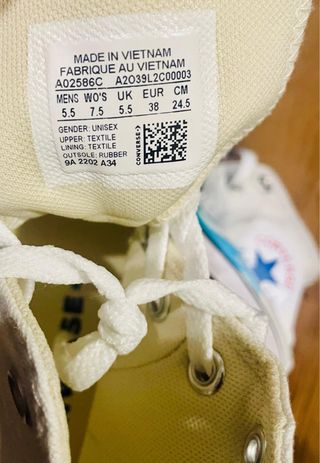 MADE IN VIETNAM
FABRIQUE AU VIETNAM
A02586C A2O39L2C00003
MENS WO'S UK EUR CM
5.5 7.5 5.5 38 24.5
GENDER: UNISEX
UPPER: TEXTILE
LINING: TEXTILE
OUTSOLE: RUBBER
9A 2202 A34
CONVERSE